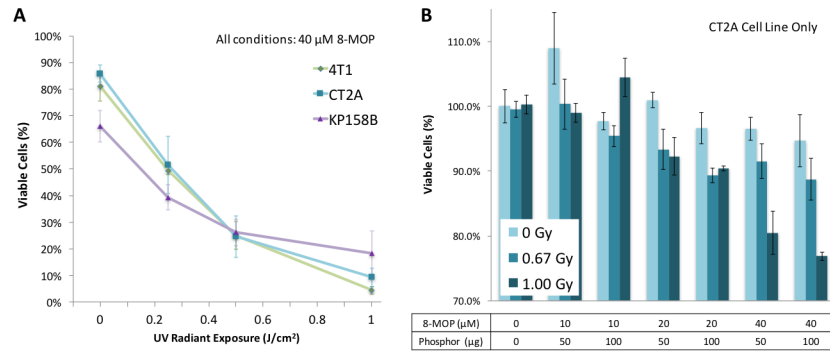 A
All conditions: 40 µM 8-MOP
4T1
CT2A
KP158B
Viable Cells (%)
100%
90%
80%
70%
60%
50%
40%
30%
20%
10%
0%
0
0.2
0.4
0.6
0.8
1
UV Radiant Exposure (J/cm²)
B
CT2A Cell Line Only
Viable Cells (%)
110.0%
100.0%
90.0%
80.0%
70.0%
0 Gy
0.67 Gy
1.00 Gy
8-MOP (µM) 0 10 10 20 20 40 40
Phosphor (µg) 0 50 100 50 100 50 100